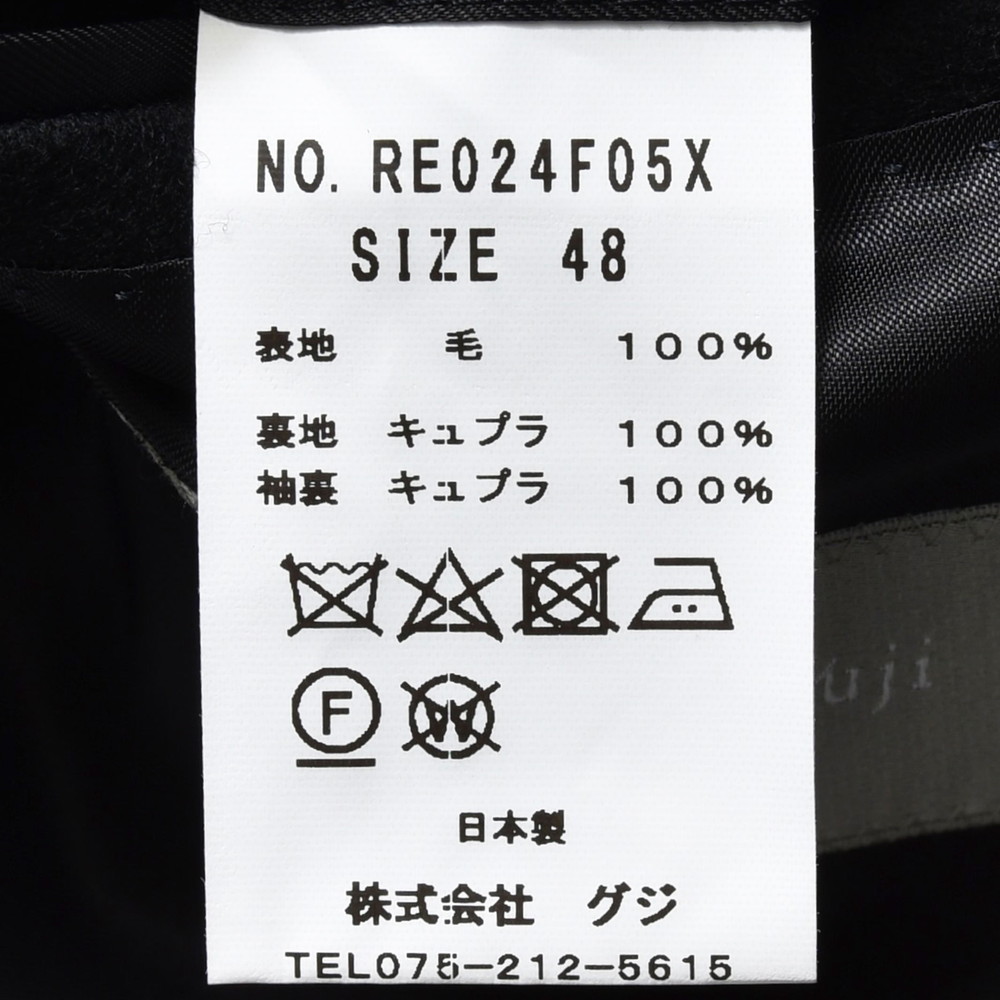 NO. RE024F05X
SIZE 48
表地 毛 100%
裏地 キュプラ 100%
袖裏 キュプラ 100%
F
W
日本製
株式会社 グジ
TEL075-212-5615
uji